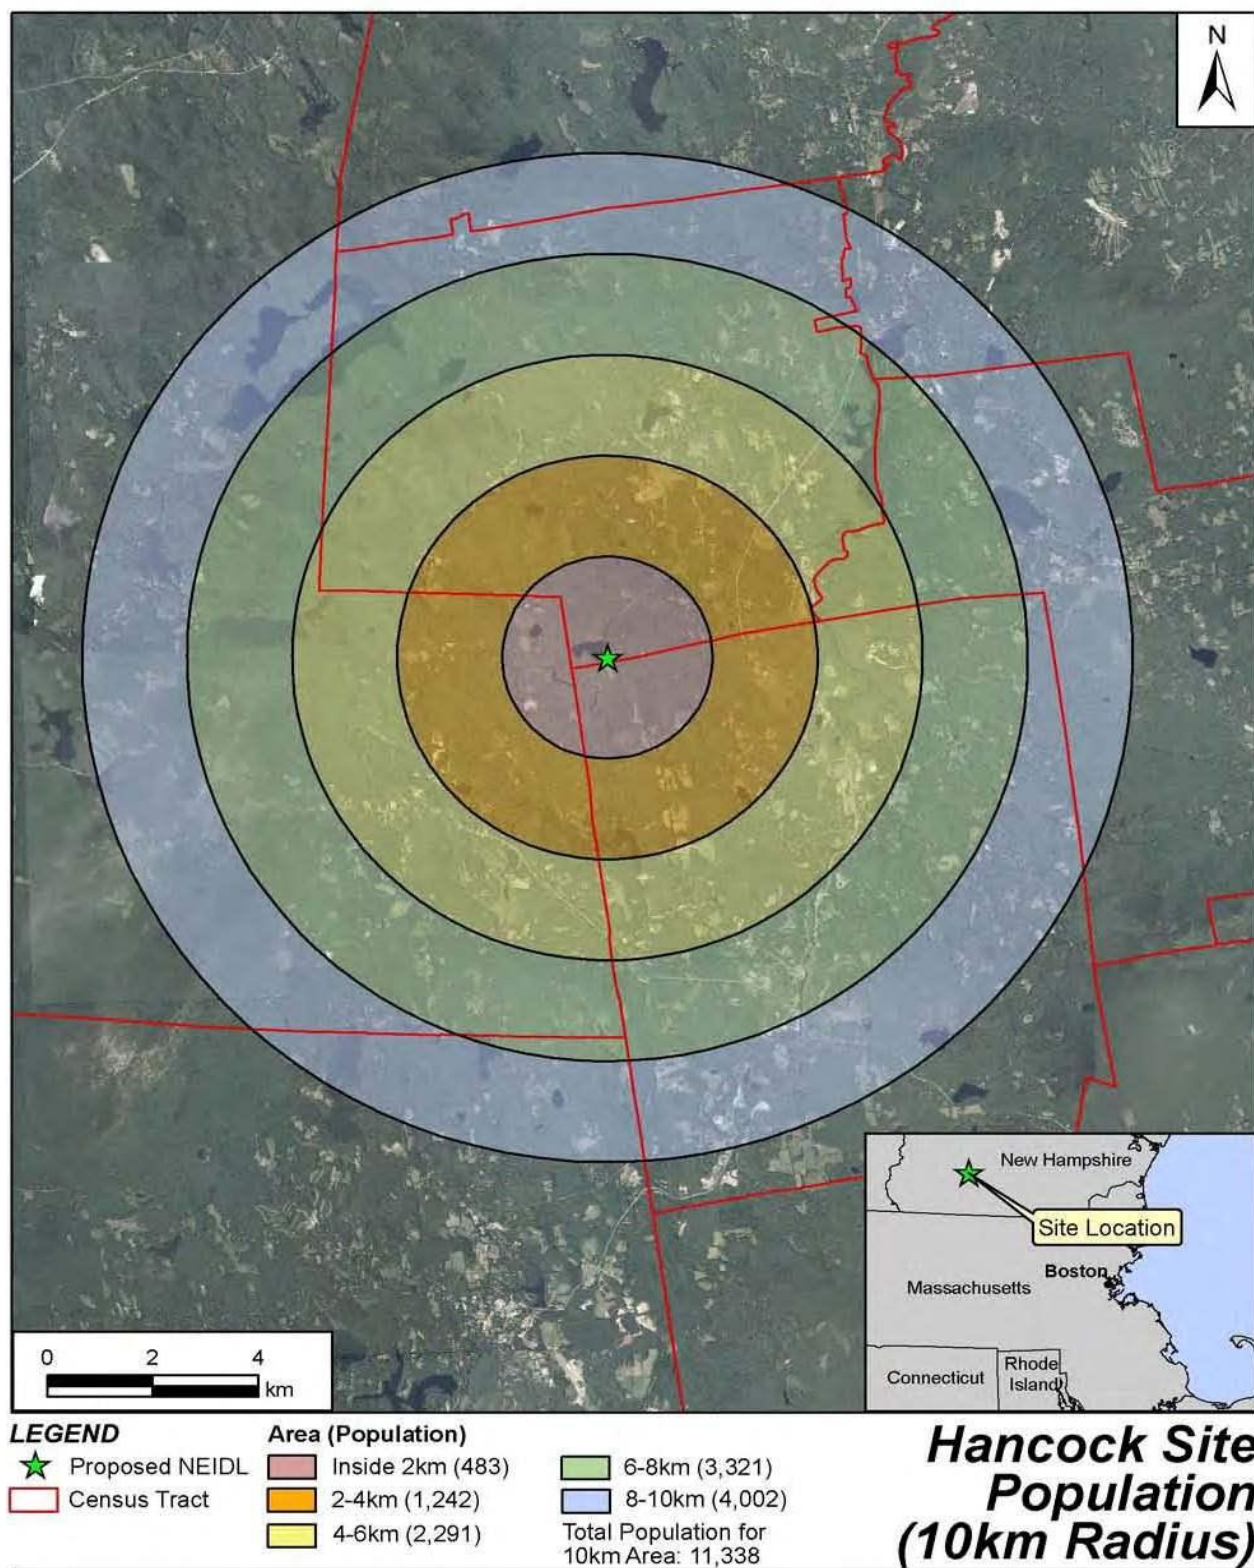 N
New Hampshire
Site Location
Boston
Massachusetts
Connecticut
Rhode
Island
0 2 4
km
LEGEND
Proposed NEIDL
Census Tract
Area (Population)
Inside 2km (483)
2-4km (1,242)
4-6km (2,291)
6-8km (3,321)
8-10km (4,002)
Total Population for
10km Area: 11,338
Hancock Site
Population
(10km Radius)